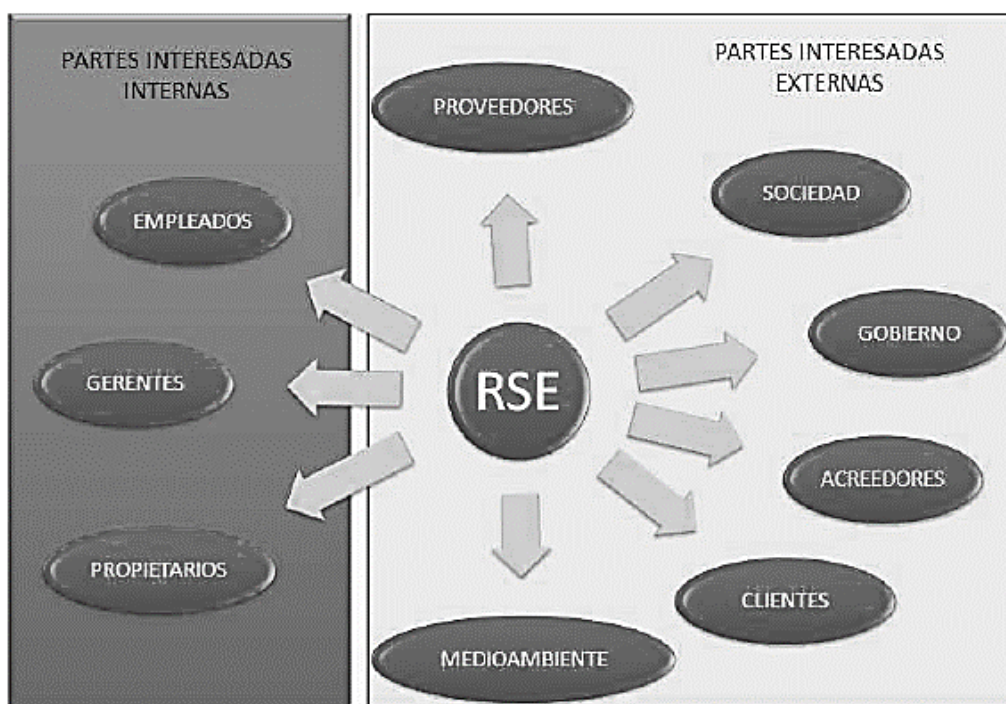 PARTES INTERESADAS
INTERNAS
EMPLEADOS
GERENTES
PROPIETARIOS
PARTES INTERESADAS
EXTERNAS
PROVEEDORES
SOCIEDAD
GOBIERNO
RSE
ACREEDORES
CLIENTES
MEDIOAMBIENTE